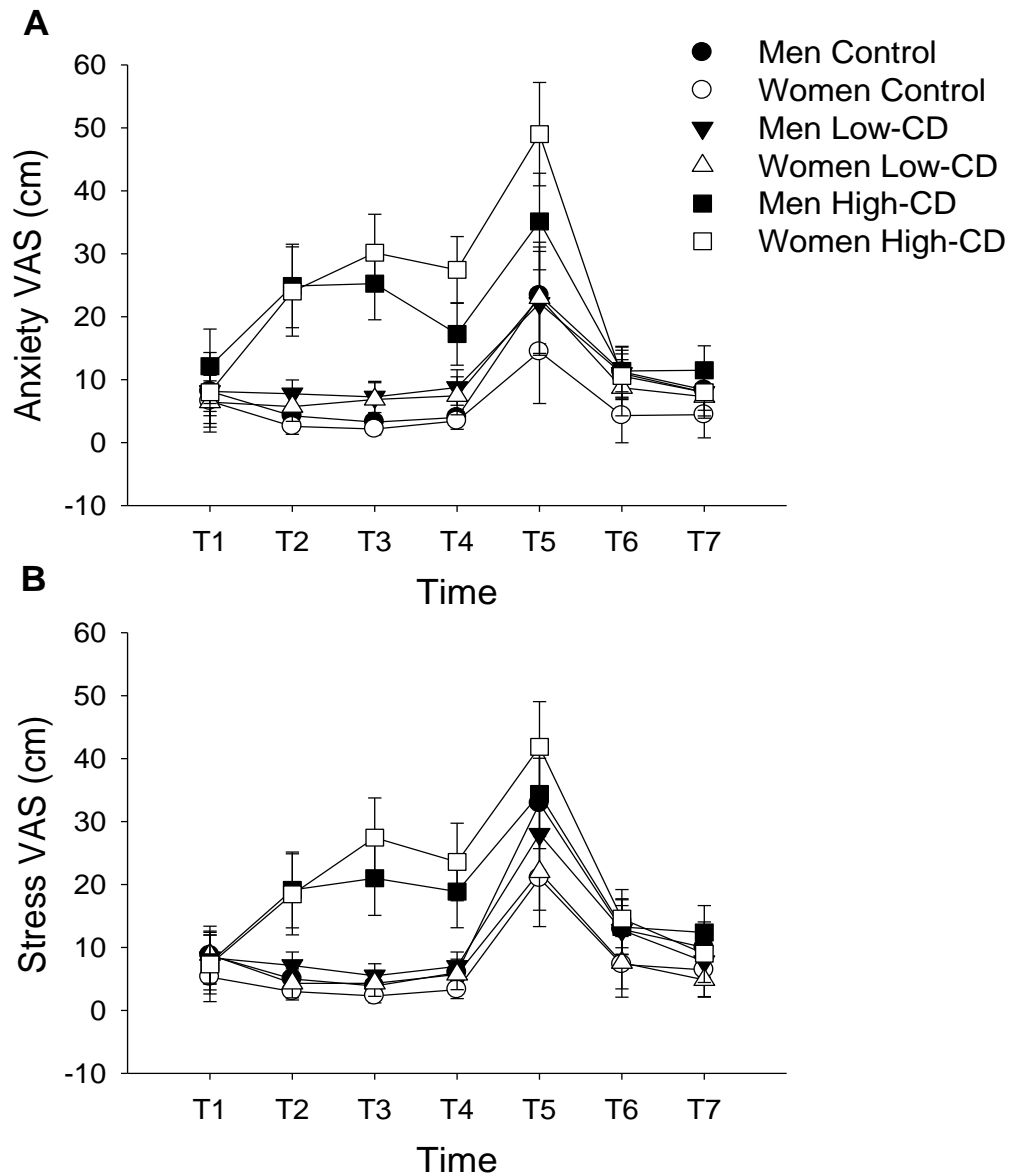 A
Men Control
Women Control
Men Low-CD
Women Low-CD
Men High-CD
Women High-CD
Anxiety VAS (cm)
60
50
40
30
20
10
0
-10
T1 T2 T3 T4 T5 T6 T7
Time
B
Stress VAS (cm)
60
50
40
30
20
10
0
-10
T1 T2 T3 T4 T5 T6 T7
Time